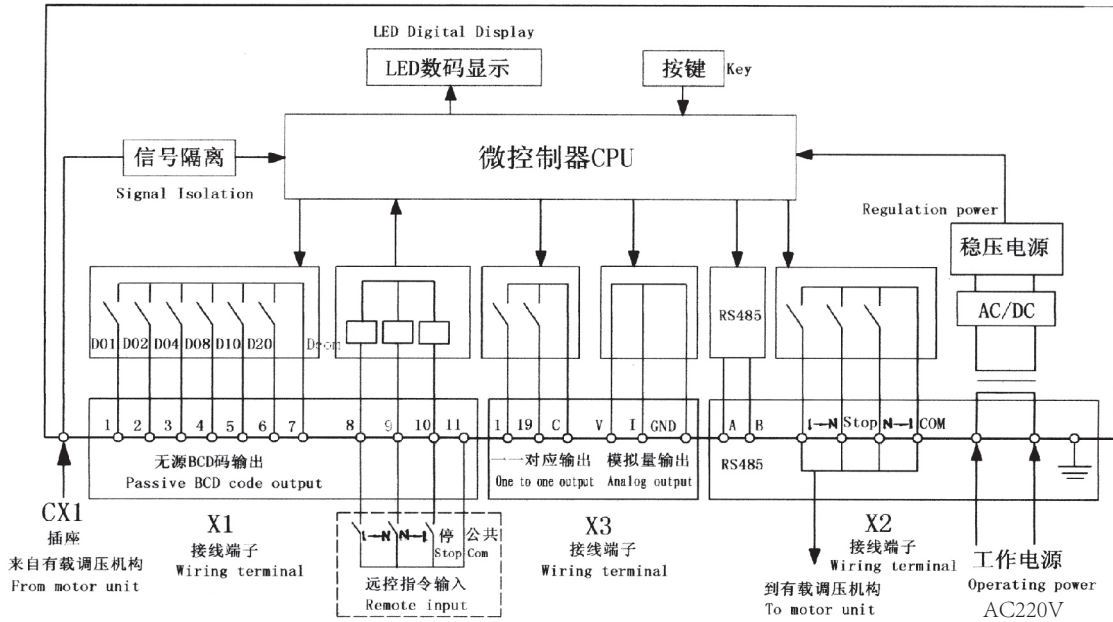 LED Digital Display
LED数码显示
按键 Key
信号隔离
Signal Isolation
微控制器CPU
Regulation power
稳压电源
AC/DC
RS485
D01 D02 D04 D08 D10 D20
1 2 3 4 5 6 7 8 9 10 11
1 19 C V I GND
A B 1→N Stop N→1 COM
无源BCD码输出
Passive BCD code output
一一对应输出
One to one output
模拟量输出
Analog output
RS485
CX1
插座
来自有载调压机构
From motor unit
X1
接线端子
Wiring terminal
1→N N→1 停 公共
Stop Com
远控指令输入
Remote input
X3
接线端子
Wiring terminal
X2
接线端子
Wiring terminal
到有载调压机构
To motor unit
工作电源
Operating power
AC220V